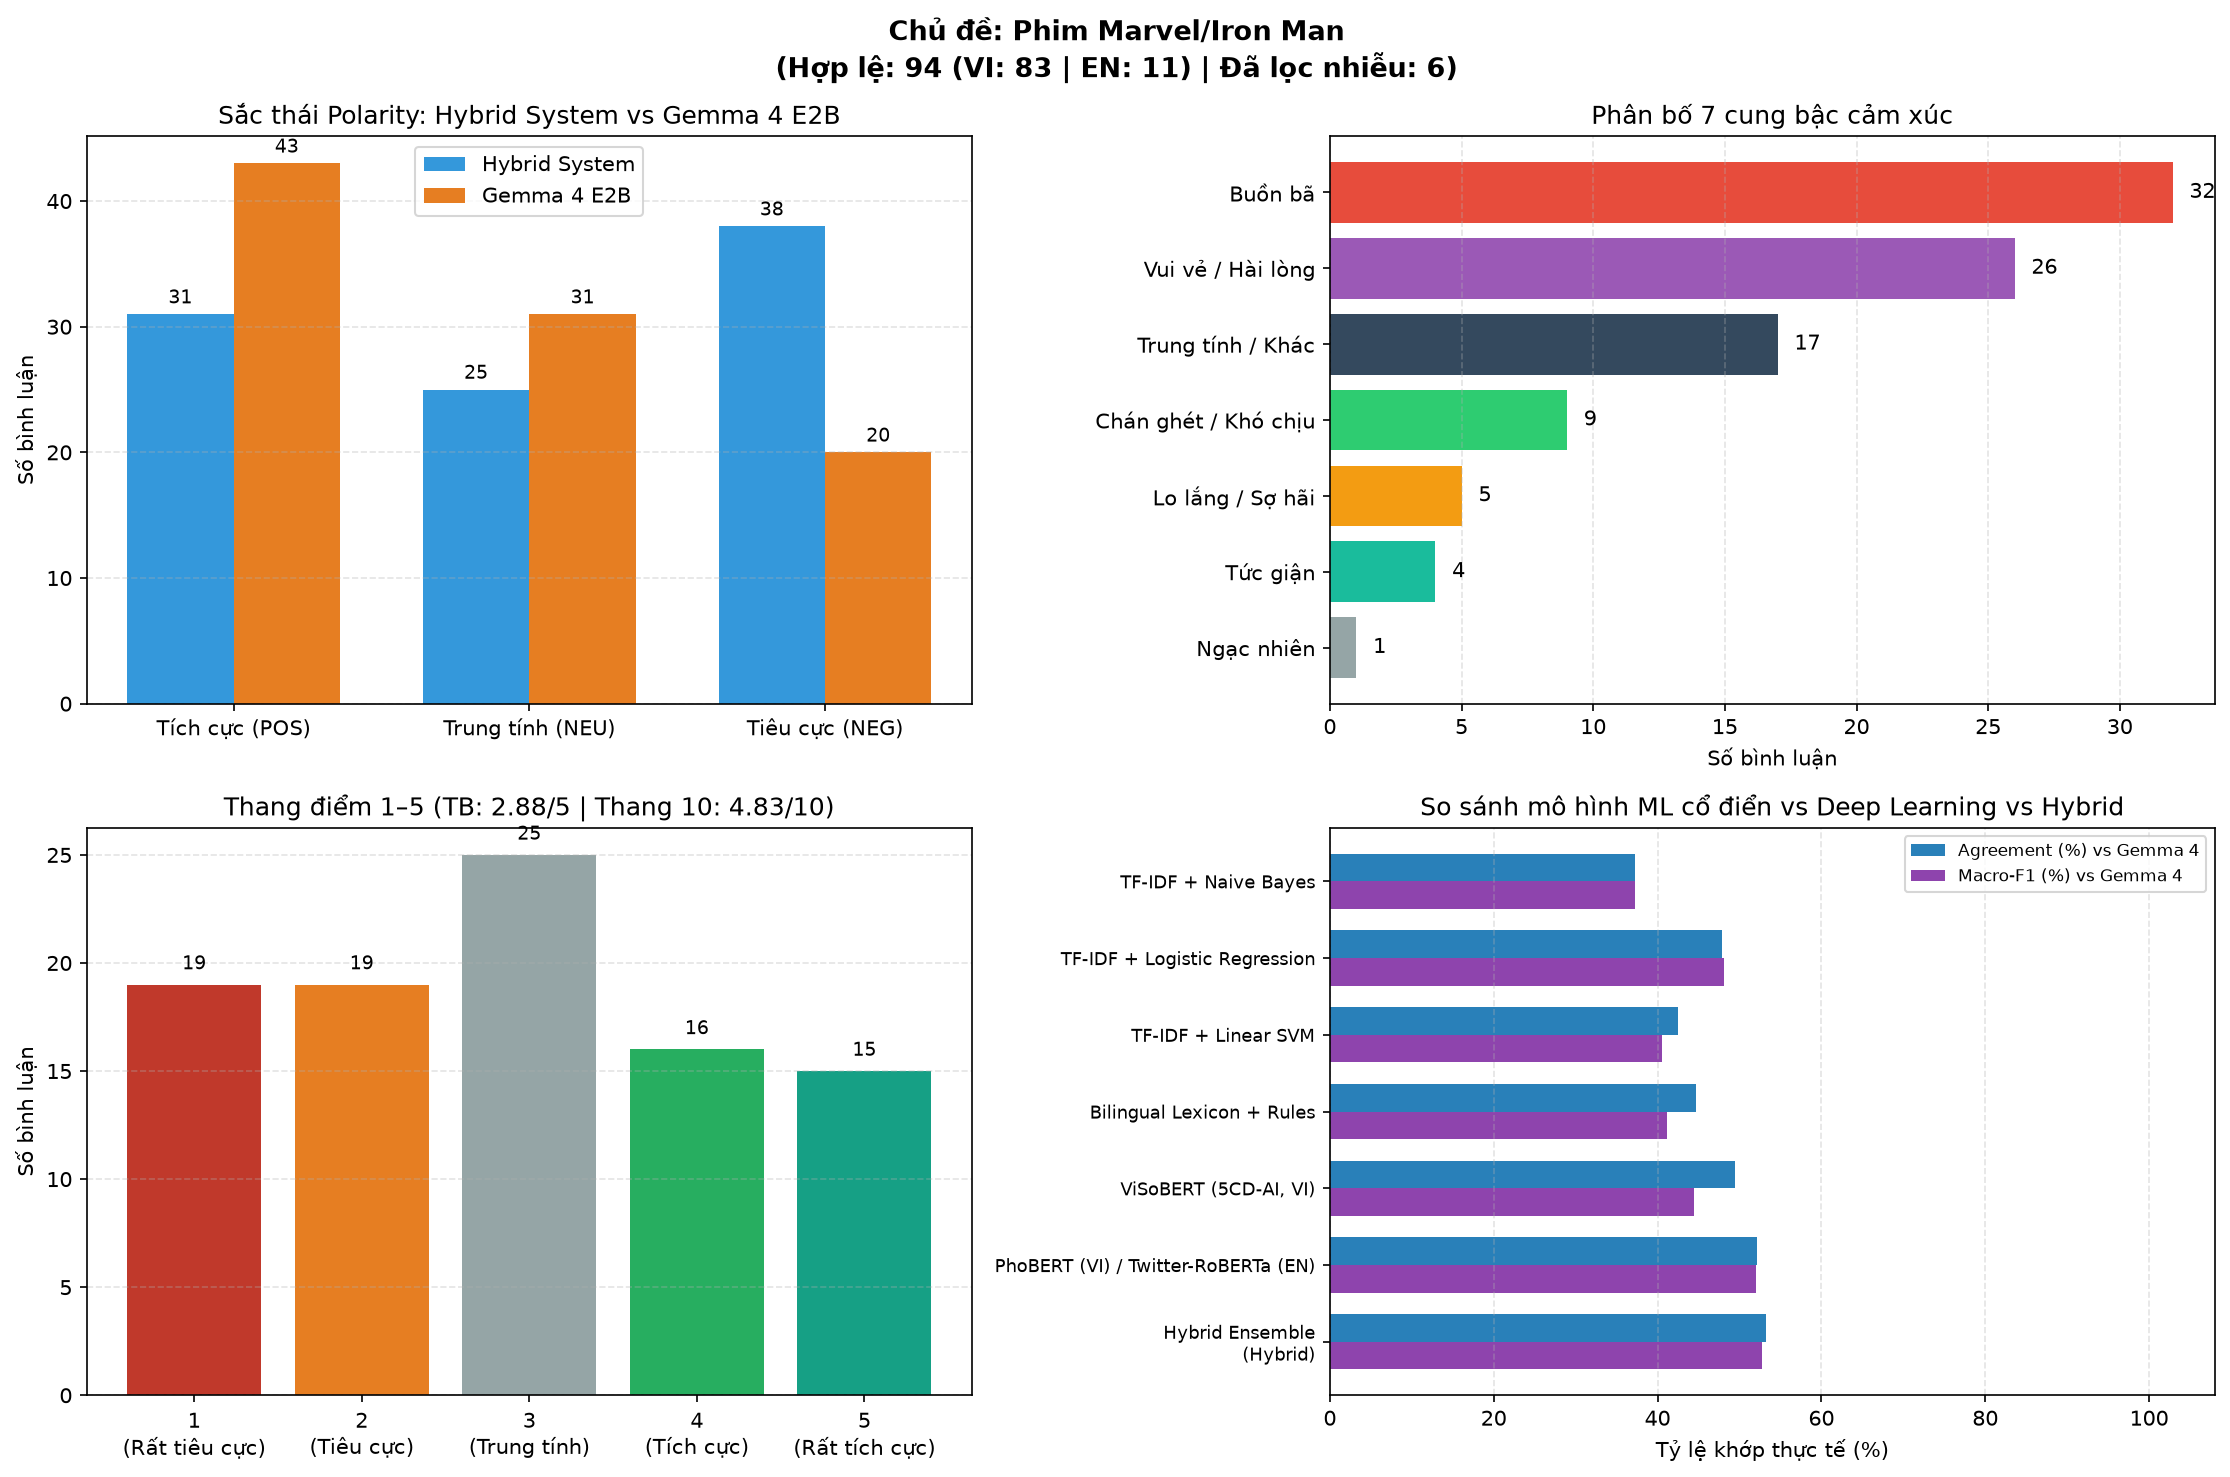 Chủ đề: Phim Marvel/Iron Man
(Hợp lệ: 94 (VI: 83 | EN: 11) | Đã lọc nhiễu: 6)
Sắc thái Polarity: Hybrid System vs Gemma 4 E2B
Hybrid System
Gemma 4 E2B
Số bình luận
40
30
20
10
0
31
43
25
31
38
20
Tích cực (POS)
Trung tính (NEU)
Tiêu cực (NEG)
Phân bố 7 cung bậc cảm xúc
Buồn bã
32
Vui vẻ / Hài lòng
26
Trung tính / Khác
17
Chán ghét / Khó chịu
9
Lo lắng / Sợ hãi
5
Tức giận
4
Ngạc nhiên
1
0
5
10
15
20
25
30
Số bình luận
Thang điểm 1–5 (TB: 2.88/5 | Thang 10: 4.83/10)
Số bình luận
25
20
15
10
5
0
19
19
25
16
15
1
(Rất tiêu cực)
2
(Tiêu cực)
3
(Trung tính)
4
(Tích cực)
5
(Rất tích cực)
So sánh mô hình ML cổ điển vs Deep Learning vs Hybrid
Agreement (%) vs Gemma 4
Macro-F1 (%) vs Gemma 4
TF-IDF + Naive Bayes
TF-IDF + Logistic Regression
TF-IDF + Linear SVM
Bilingual Lexicon + Rules
ViSoBERT (5CD-AI, VI)
PhoBERT (VI) / Twitter-RoBERTa (EN)
Hybrid Ensemble
(Hybrid)
0
20
40
60
80
100
Tỷ lệ khớp thực tế (%)